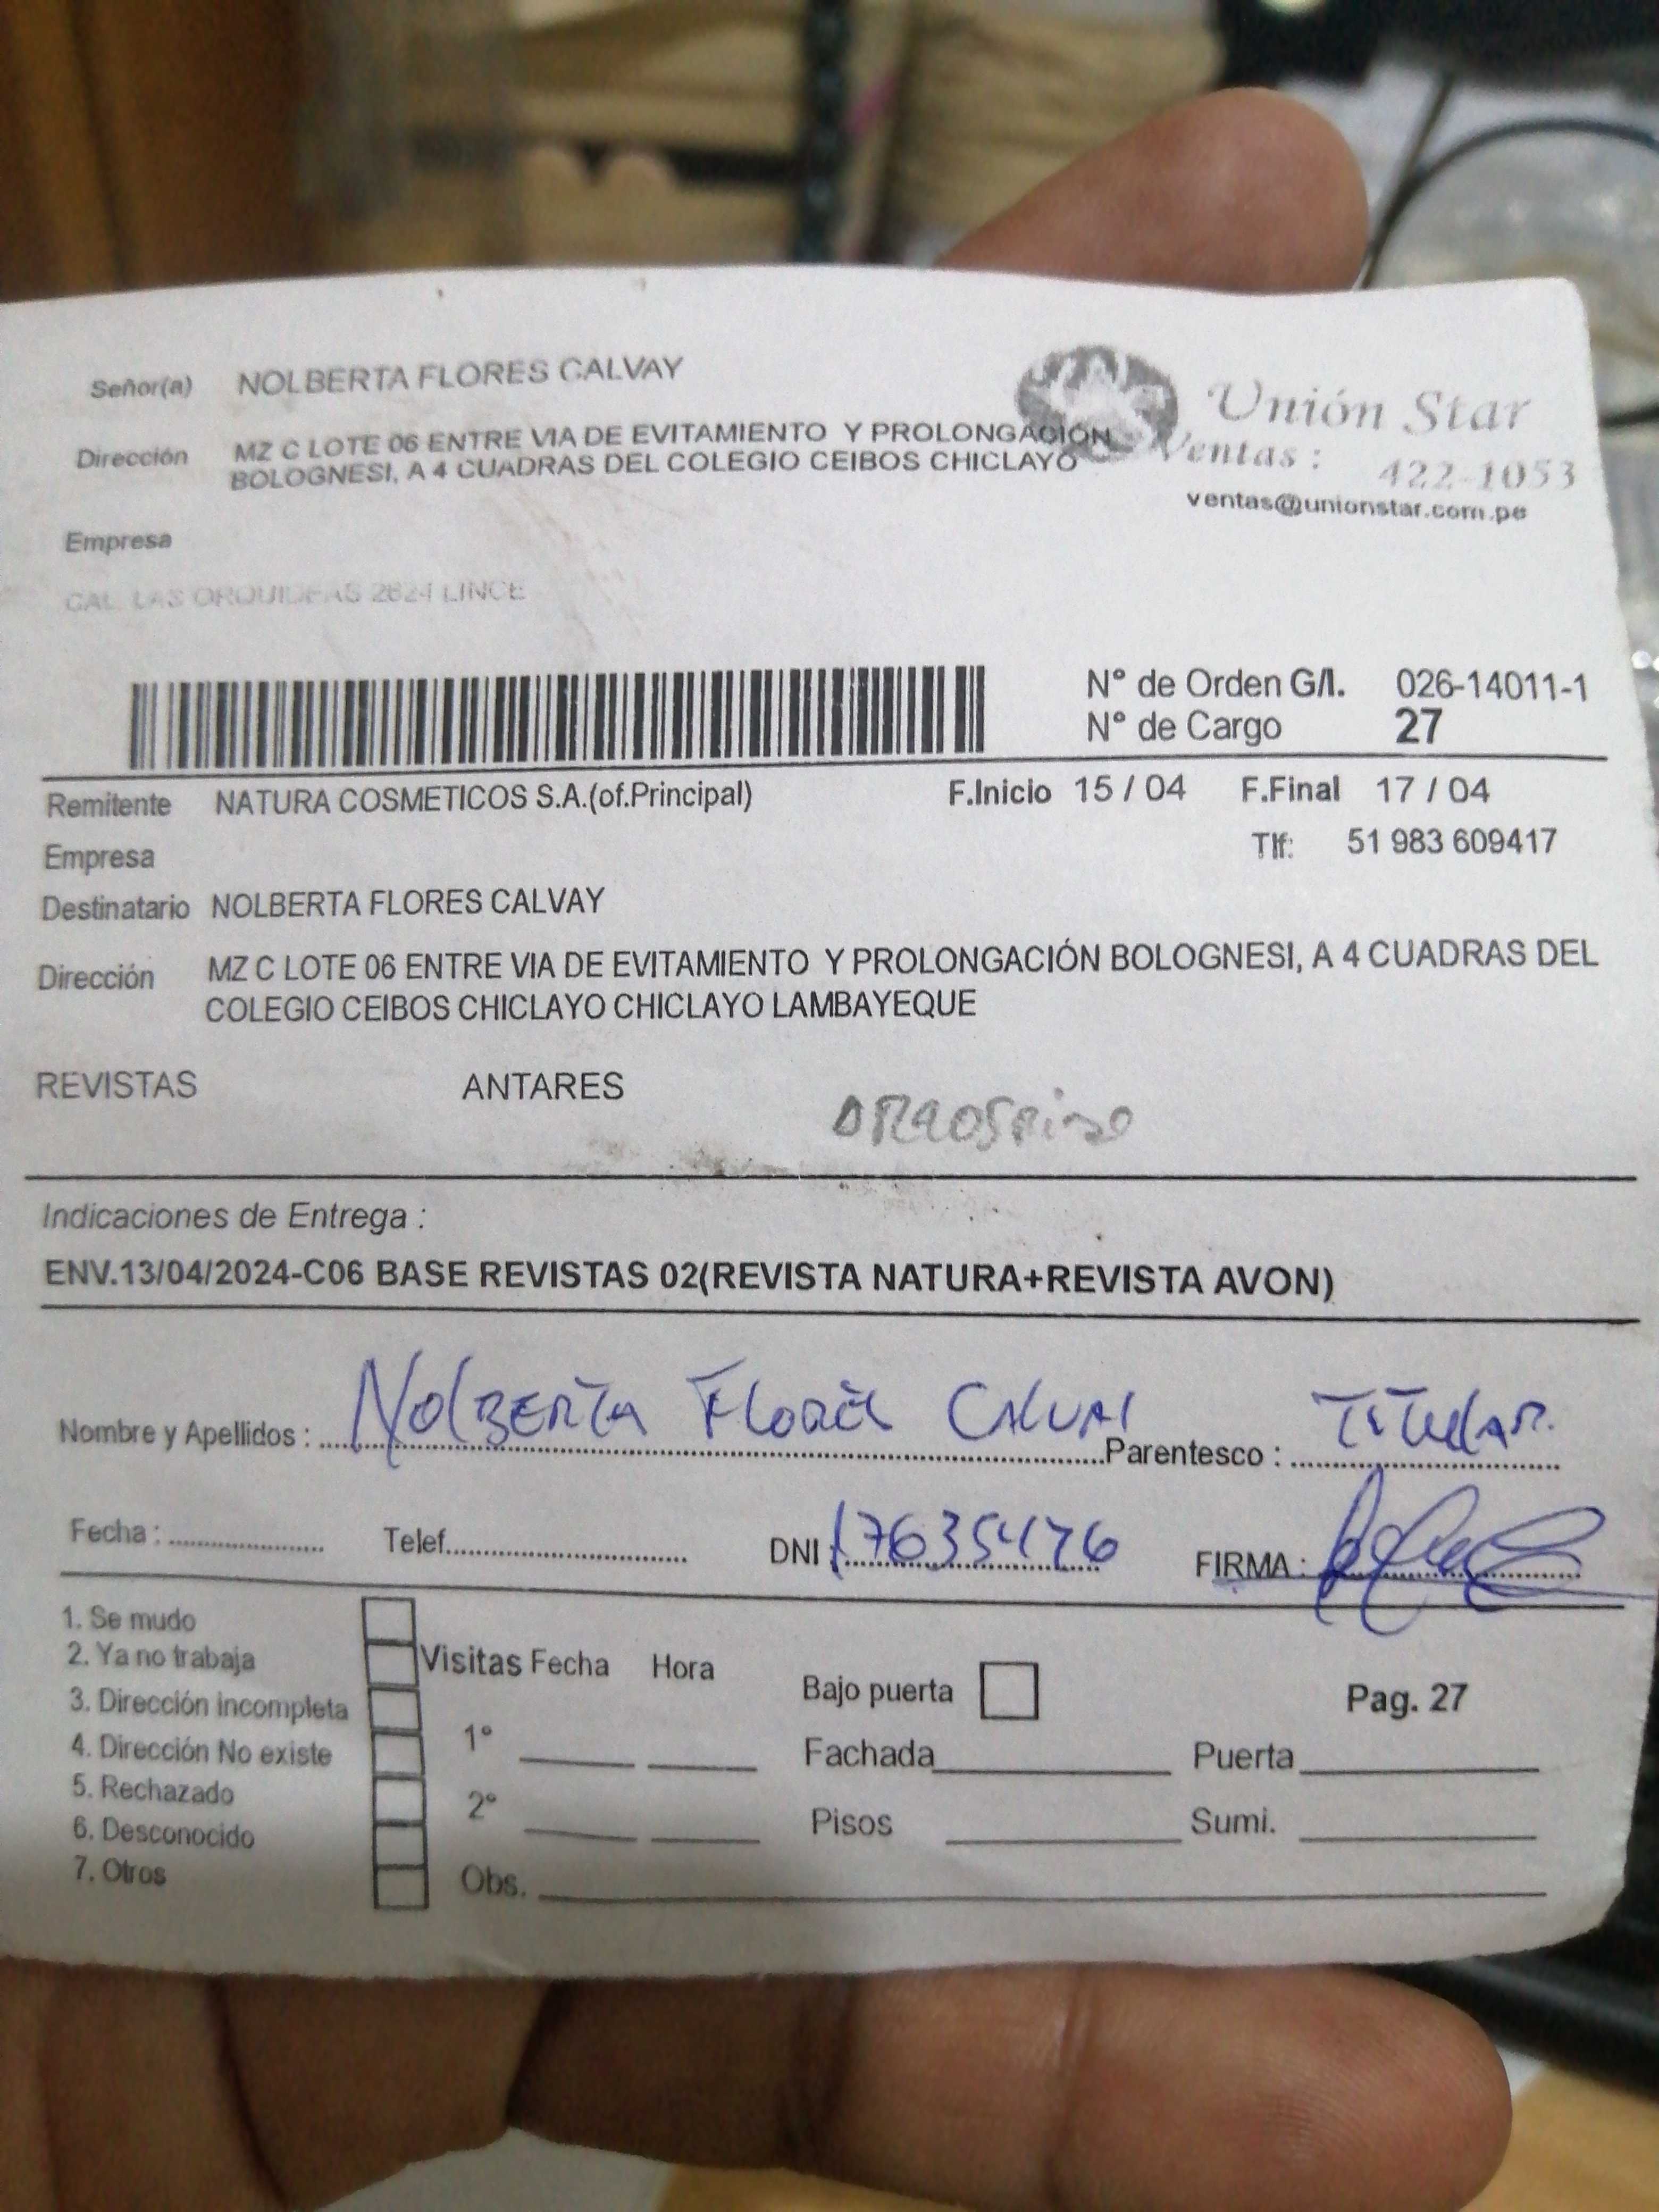 Señor(a) NOLBERTA FLORES CALVAY
Dirección MZ C LOTE 06 ENTRE VIA DE EVITAMIENTO Y PROLONGACIÓN
BOLOGNESI, A 4 CUADRAS DEL COLEGIO CEIBOS CHICLAYO
Unión Star
Ventas : 422-1053
ventas@unionstar.com.pe
Empresa
CAL. LAS ORQUIDEAS 2624 LINCE
N° de Orden G/I. 026-14011-1
N° de Cargo 27
Remitente NATURA COSMETICOS S.A.(of.Principal) F.Inicio 15 / 04 F.Final 17 / 04
Empresa Tlf: 51 983 609417
Destinatario NOLBERTA FLORES CALVAY
Dirección MZ C LOTE 06 ENTRE VIA DE EVITAMIENTO Y PROLONGACIÓN BOLOGNESI, A 4 CUADRAS DEL
COLEGIO CEIBOS CHICLAYO CHICLAYO LAMBAYEQUE
REVISTAS ANTARES
Indicaciones de Entrega :
ENV.13/04/2024-C06 BASE REVISTAS 02(REVISTA NATURA+REVISTA AVON)
Nombre y Apellidos : Nolberta Flores Calvai Parentesco : Titular.
Fecha : Telef. DNI 17635476 FIRMA :
1. Se mudo
2. Ya no trabaja
3. Dirección incompleta
4. Dirección No existe
5. Rechazado
6. Desconocido
7. Otros
Visitas Fecha Hora
1°
2°
Obs.
Bajo puerta Pag. 27
Fachada Puerta
Pisos Sumi.